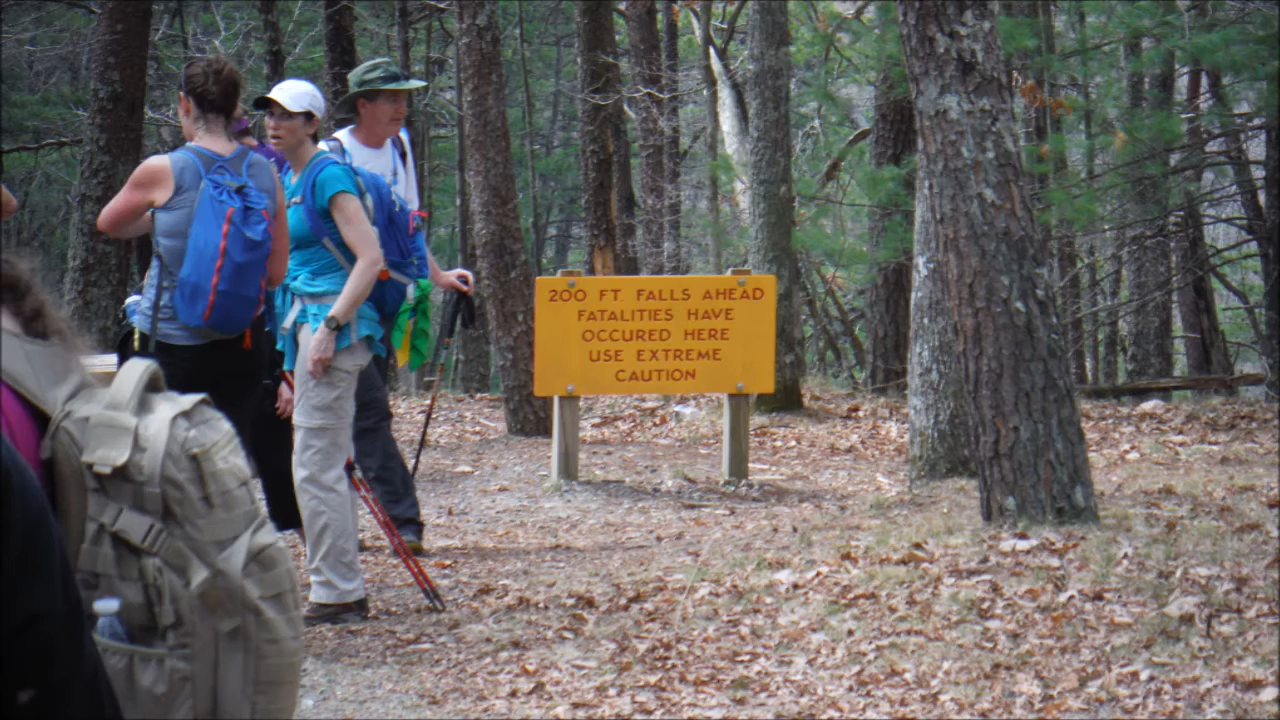 200 FT. FALLS AHEAD
FATALITIES HAVE
OCCURED HERE
USE EXTREME
CAUTION